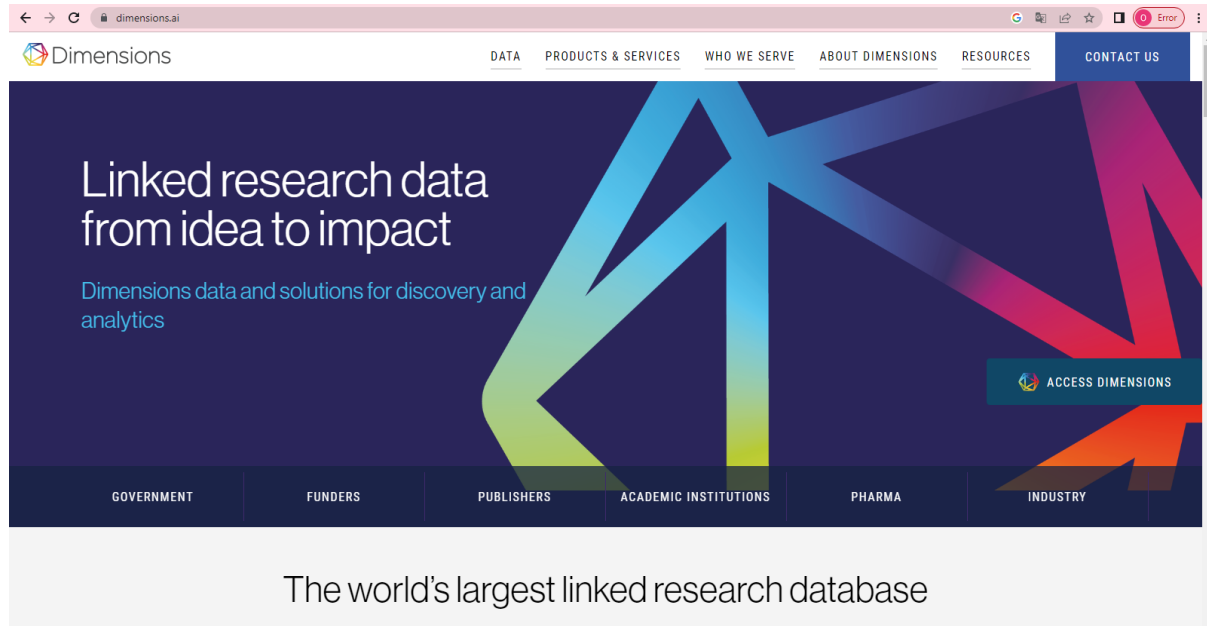 dimensions.ai
O Error
Dimensions
DATA PRODUCTS & SERVICES WHO WE SERVE ABOUT DIMENSIONS RESOURCES CONTACT US
Linked research data
from idea to impact
Dimensions data and solutions for discovery and
analytics
ACCESS DIMENSIONS
GOVERNMENT FUNDERS PUBLISHERS ACADEMIC INSTITUTIONS PHARMA INDUSTRY
The world's largest linked research database